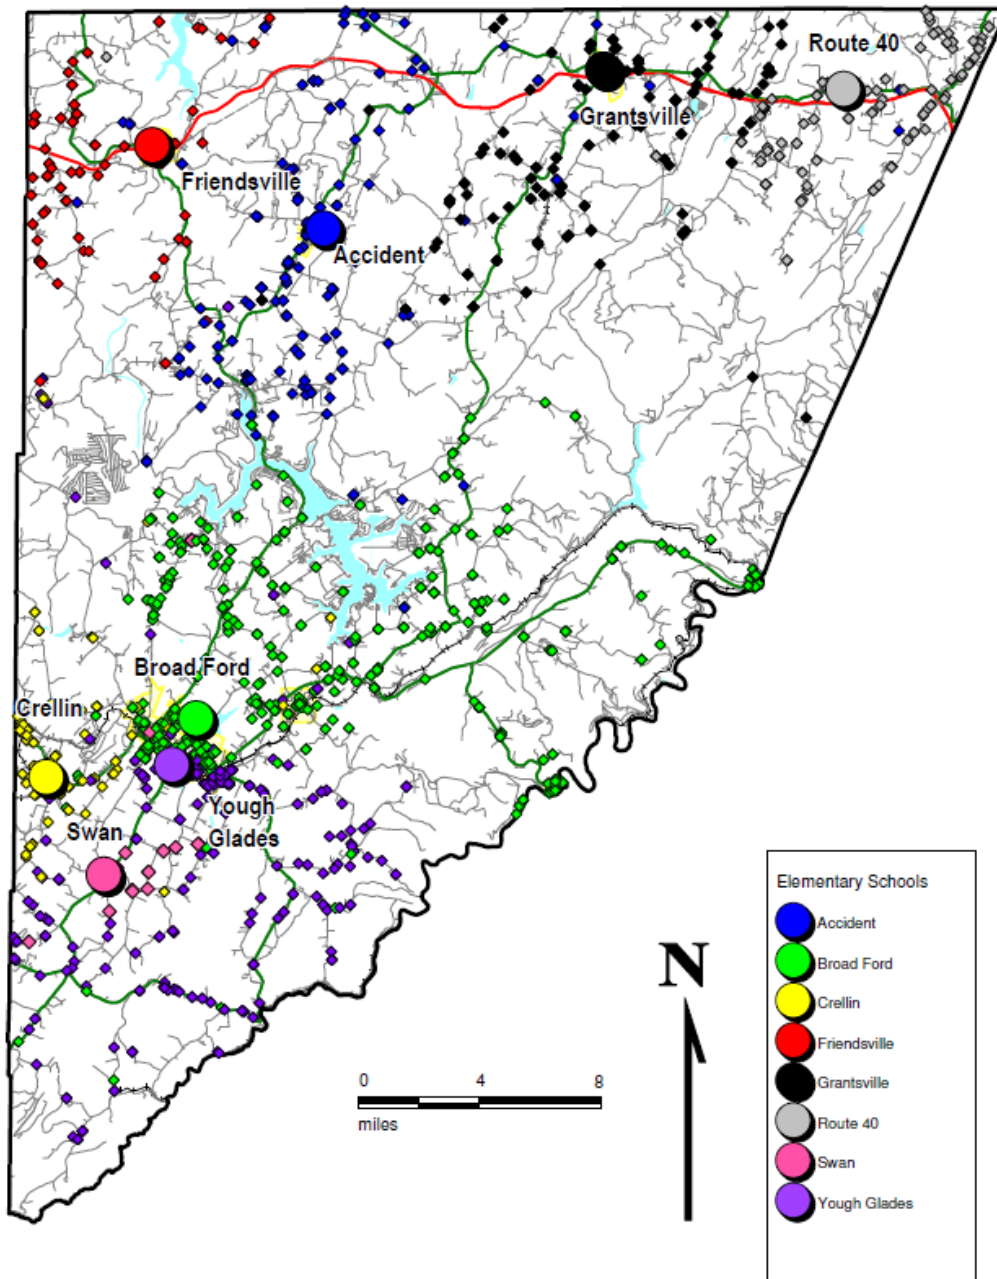 Route 40
Grantsville
Friendsville
Accident
Broad Ford
Crellin
Yough
Glades
Swan
Elementary Schools
Accident
Broad Ford
Crellin
Friendsville
Grantsville
Route 40
Swan
Yough Glades
N
0 4 8
miles